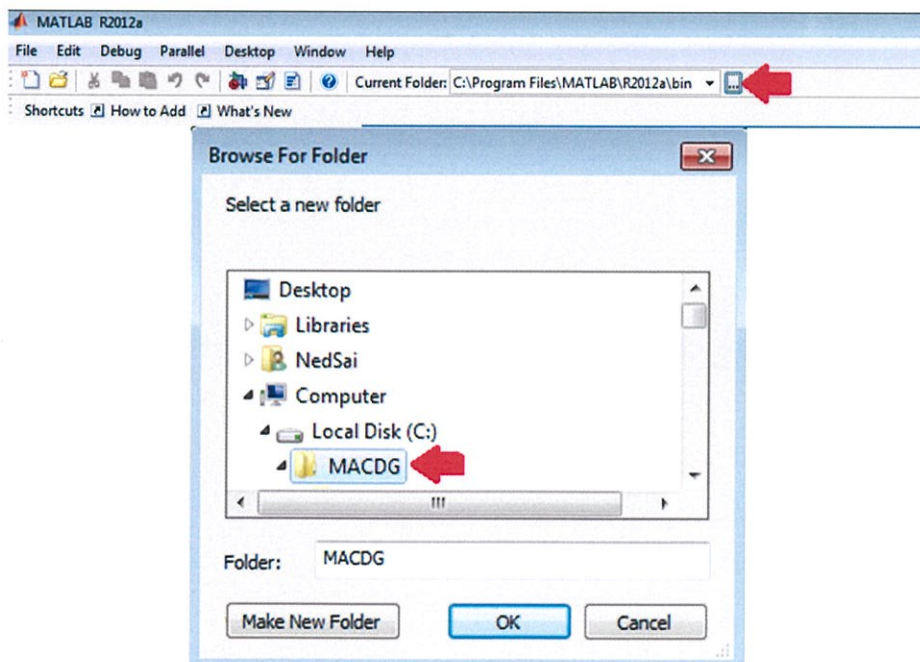 MATLAB R2012a
File Edit Debug Parallel Desktop Window Help
Current Folder: C:\Program Files\MATLAB\R2012a\bin
Shortcuts How to Add What's New
Browse For Folder
Select a new folder
Desktop
Libraries
NedSai
Computer
Local Disk (C:)
MACDG
Folder: MACDG
Make New Folder OK Cancel